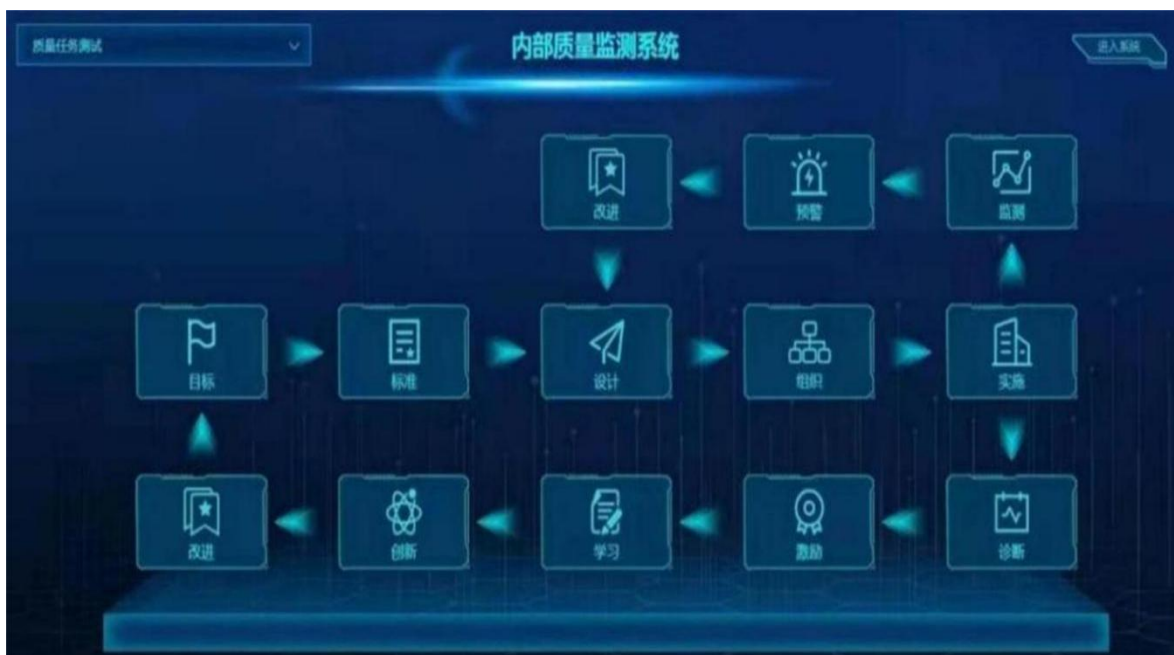 质量任务测试
内部质量监测系统
进入系统
改进
预警
监测
目标
标准
设计
组织
实施
改进
创新
学习
激励
诊断